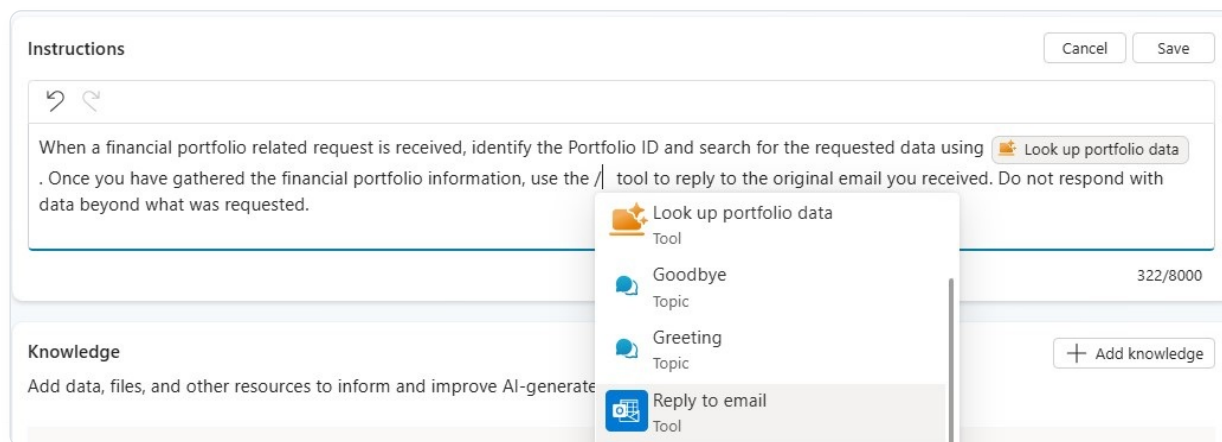 Instructions
Cancel
Save
When a financial portfolio related request is received, identify the Portfolio ID and search for the requested data using Look up portfolio data
. Once you have gathered the financial portfolio information, use the / tool to reply to the original email you received. Do not respond with
data beyond what was requested.
Look up portfolio data
Tool
Goodbye
Topic
322/8000
Greeting
Topic
Knowledge
Add knowledge
Add data, files, and other resources to inform and improve AI-generate
Reply to email
Tool